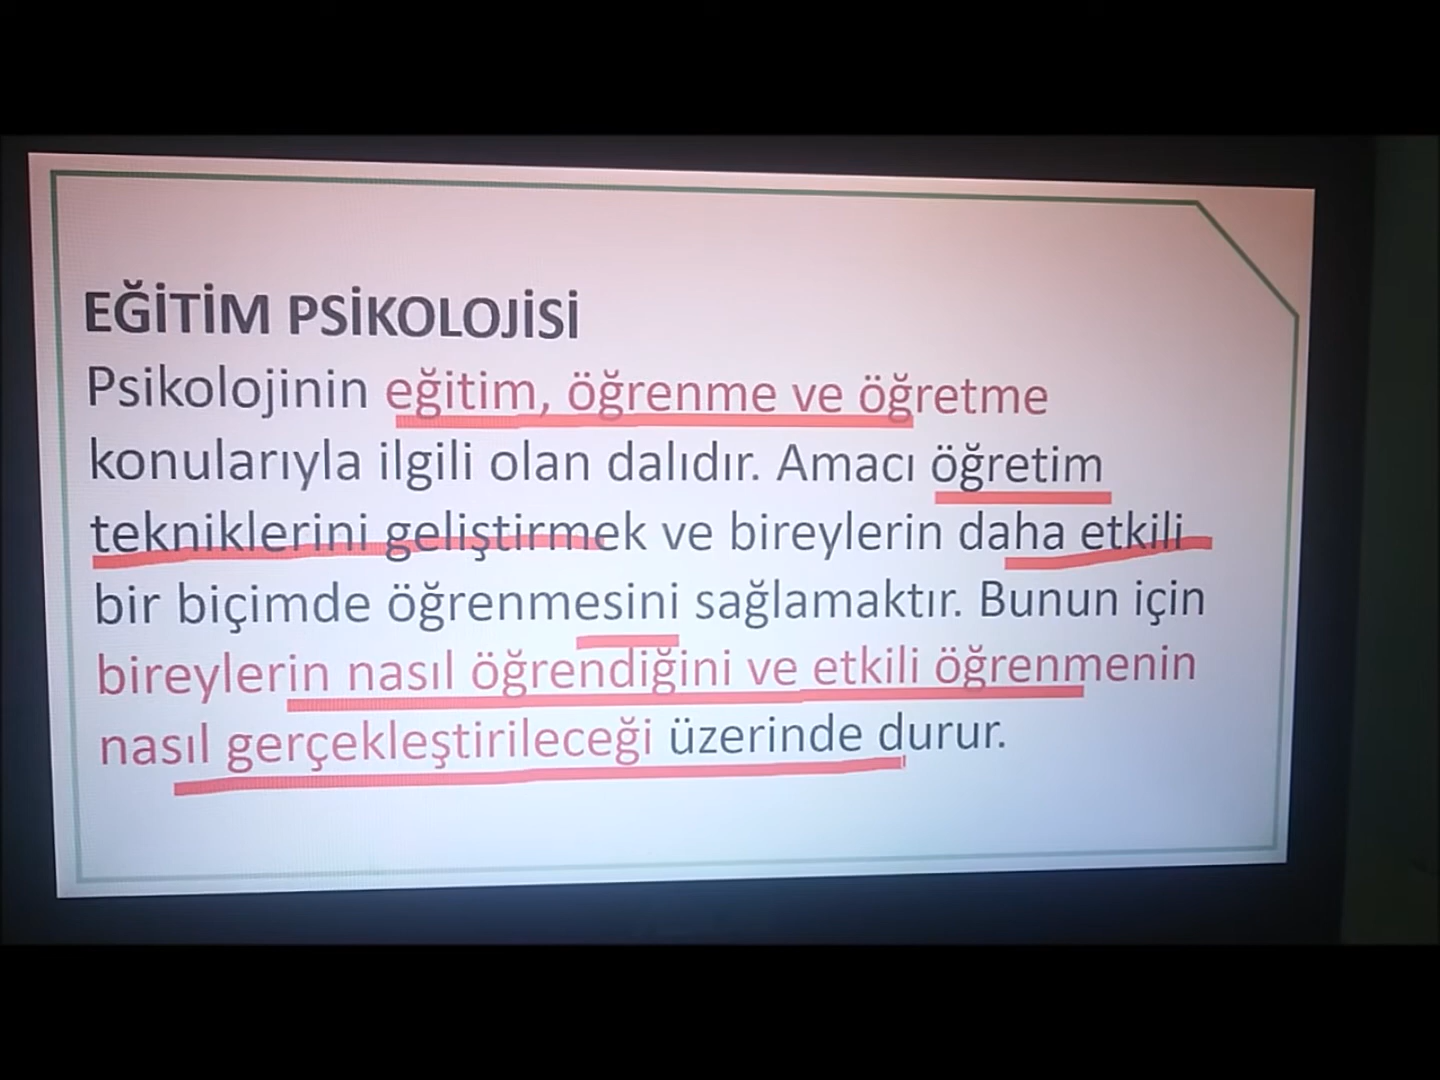 EĞİTİM PSİKOLOJİSİ
Psikolojinin eğitim, öğrenme ve öğretme
konularıyla ilgili olan dalıdır. Amacı öğretim
tekniklerini geliştirmek ve bireylerin daha etkili
bir biçimde öğrenmesini sağlamaktır. Bunun için
bireylerin nasıl öğrendiğini ve etkili öğrenmenin
nasıl gerçekleştirileceği üzerinde durur.